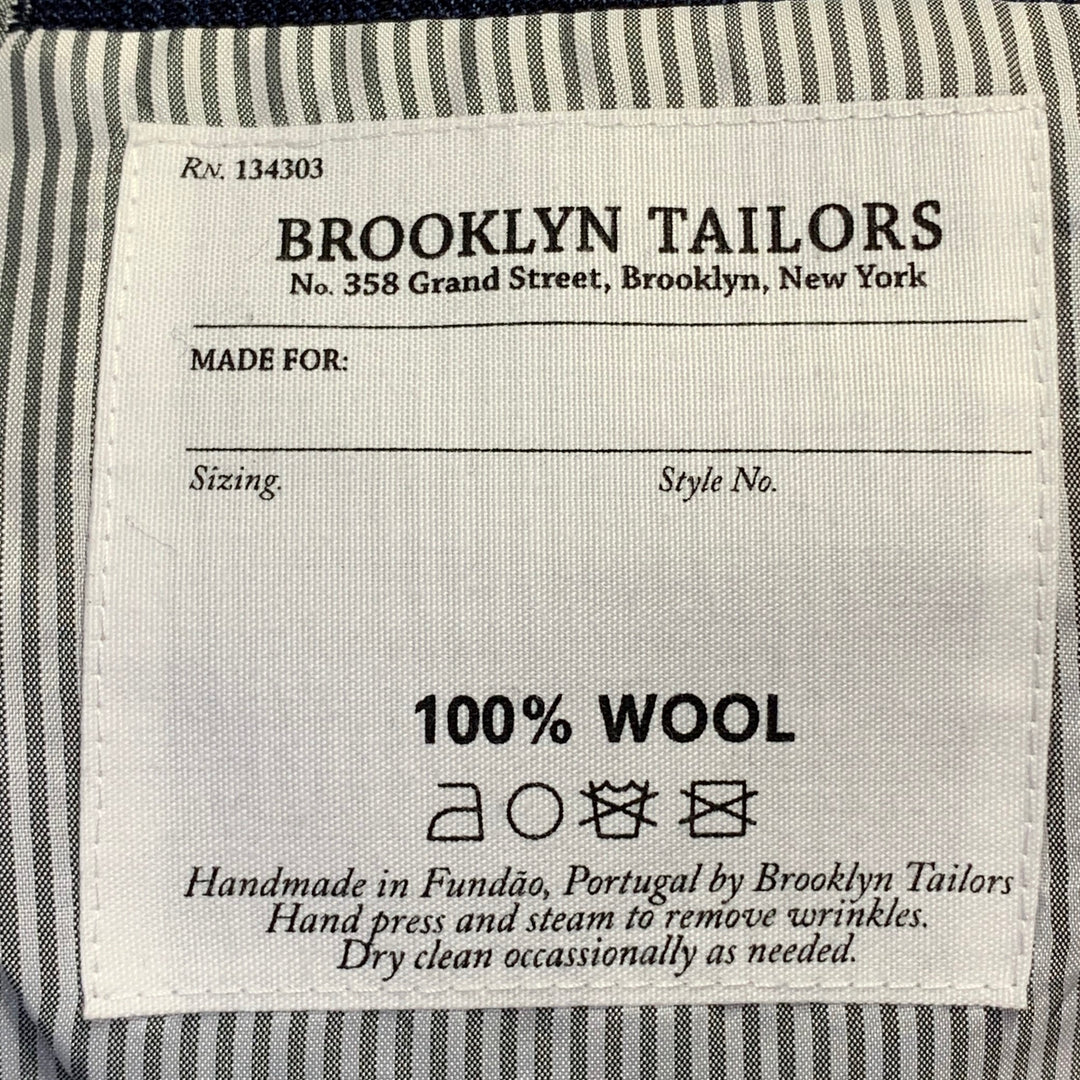 RN. 134303
BROOKLYN TAILORS
No. 358 Grand Street, Brooklyn, New York
MADE FOR:
Sizing. Style No.
100% WOOL
Handmade in Fundão, Portugal by Brooklyn Tailors
Hand press and steam to remove wrinkles.
Dry clean occassionally as needed.